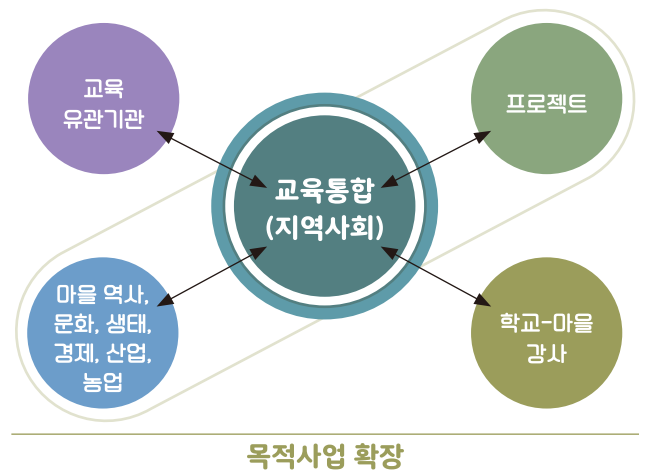 교육
유관기관
프로젝트
교육통합
(지역사회)
마을 역사,
문화, 생태,
경제, 산업,
농업
학교-마을
강사
목적사업 확장